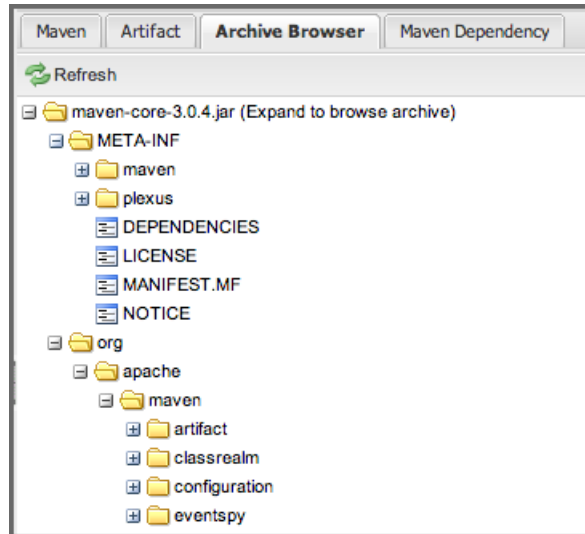 Maven Artifact Archive Browser Maven Dependency
Refresh
maven-core-3.0.4.jar (Expand to browse archive)
META-INF
maven
plexus
DEPENDENCIES
LICENSE
MANIFEST.MF
NOTICE
org
apache
maven
artifact
classrealm
configuration
eventspy